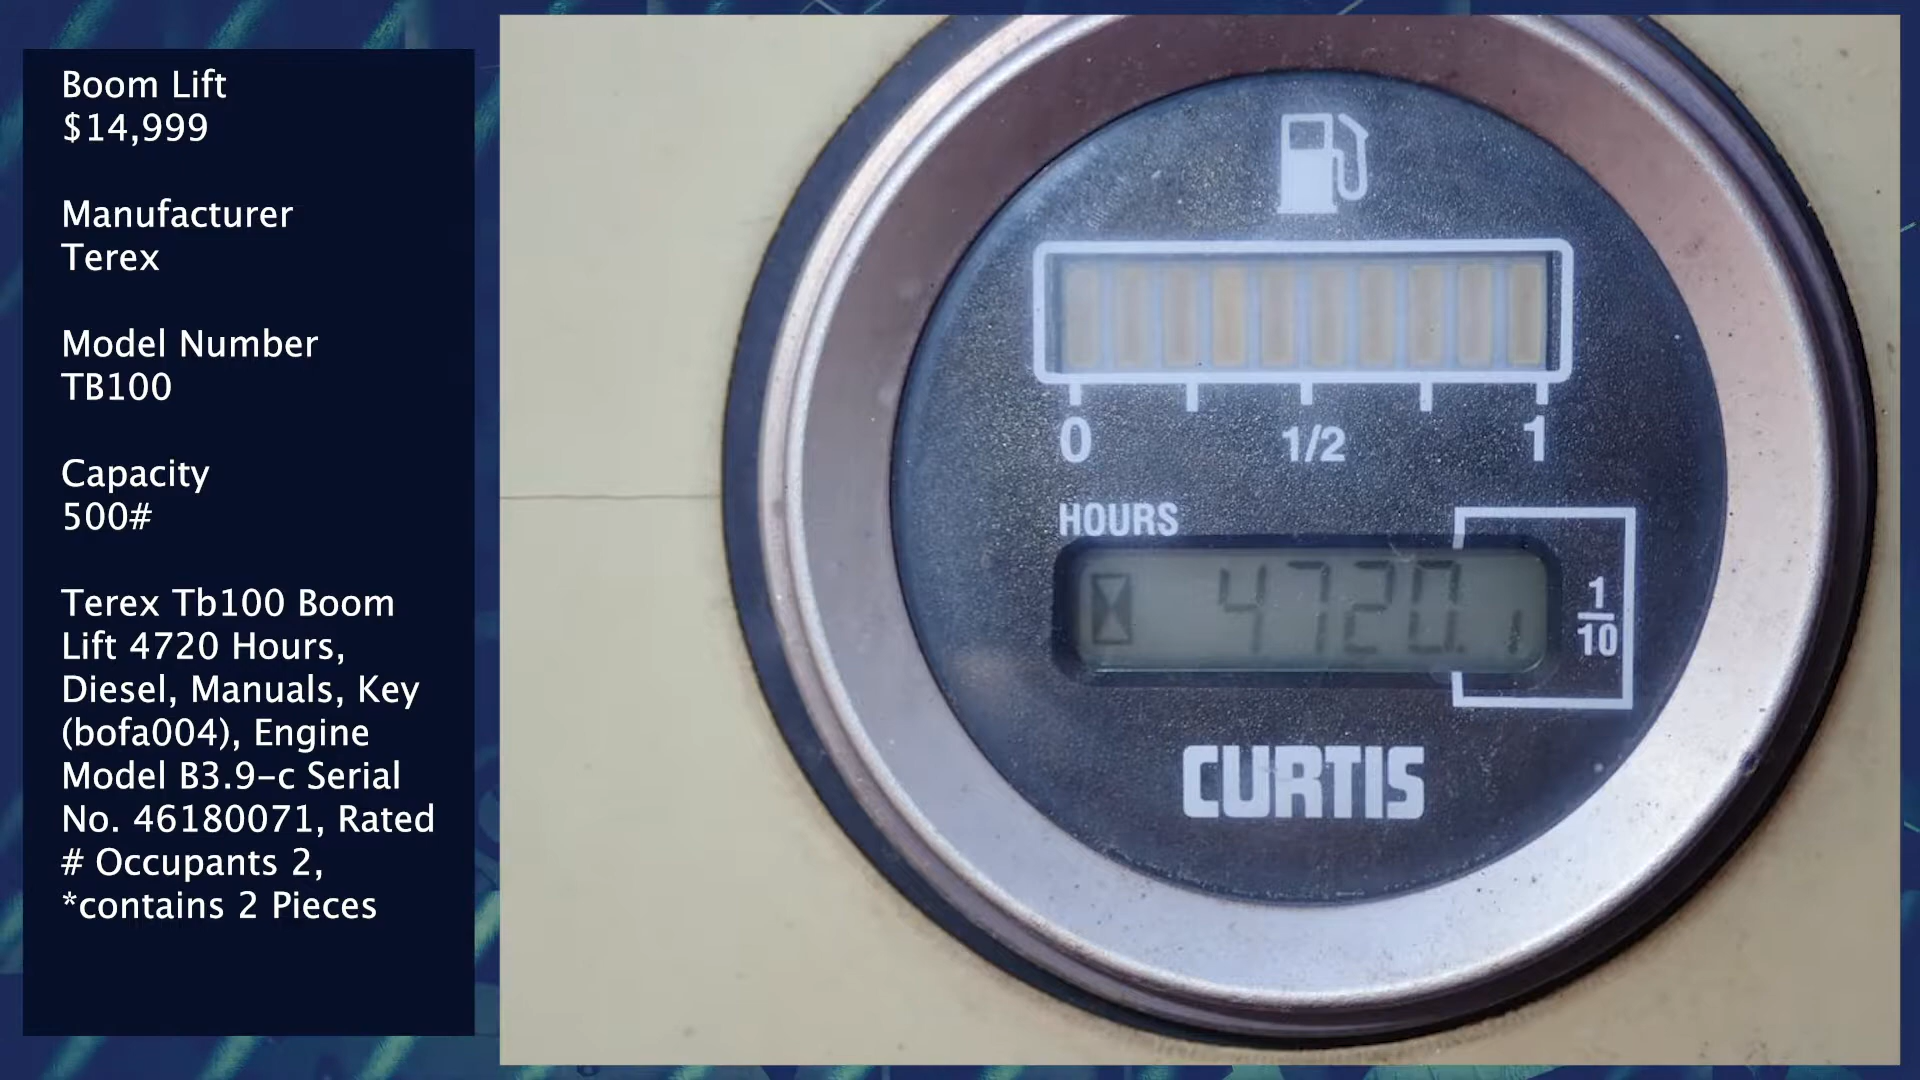 Boom Lift
$14,999
Manufacturer
Terex
Model Number
TB100
Capacity
500#
Terex Tb100 Boom
Lift 4720 Hours,
Diesel, Manuals, Key
(bofa004), Engine
Model B3.9-c Serial
No. 46180071, Rated
# Occupants 2,
*contains 2 Pieces
0 1/2 1
HOURS
4720.1
1/10
CURTIS